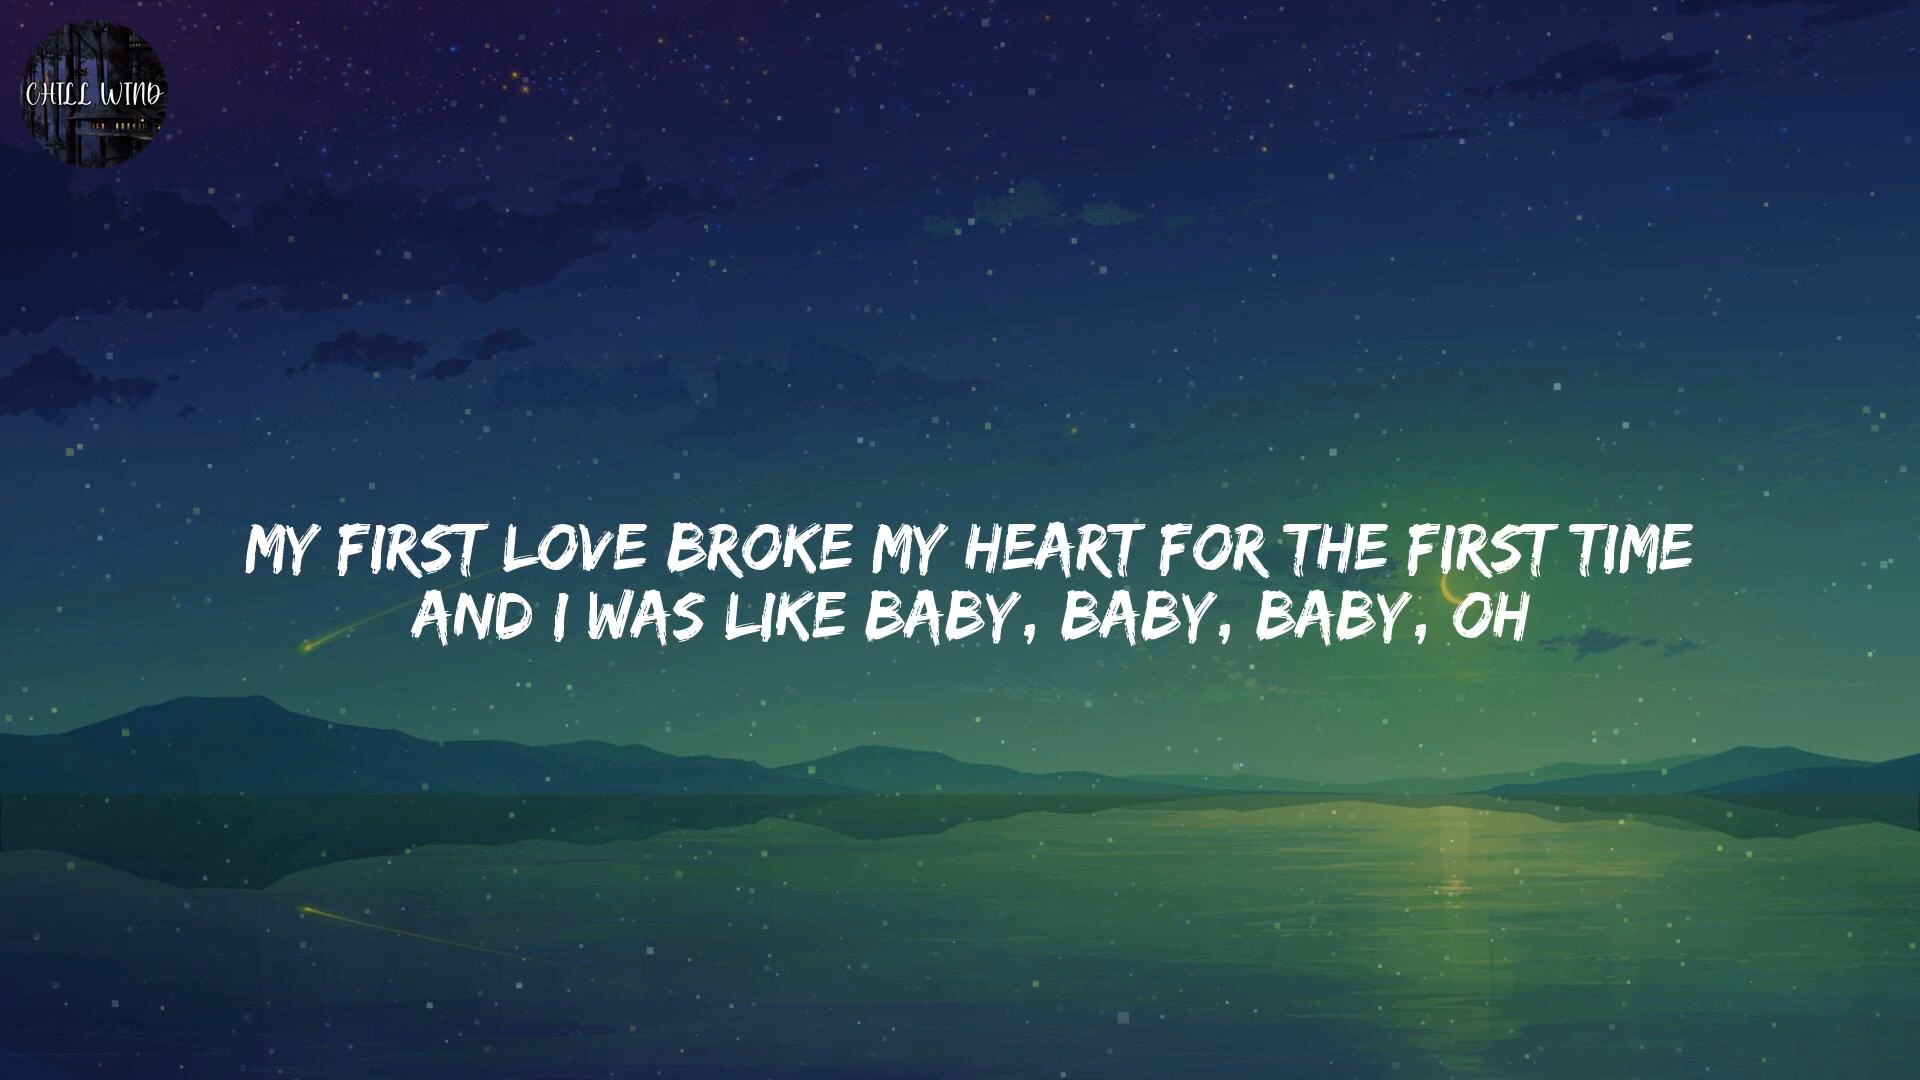 CHILL WIND
MY FIRST LOVE BROKE MY HEART FOR THE FIRST TIME
AND I WAS LIKE BABY, BABY, BABY, OH